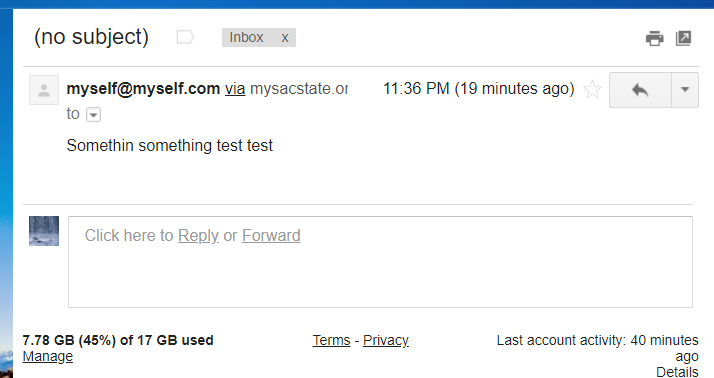 (no subject) Inbox x
myself@myself.com via mysacstate.or 11:36 PM (19 minutes ago)
to
Somethin something test test
Click here to Reply or Forward
7.78 GB (45%) of 17 GB used Terms - Privacy Last account activity: 40 minutes
Manage ago
Details